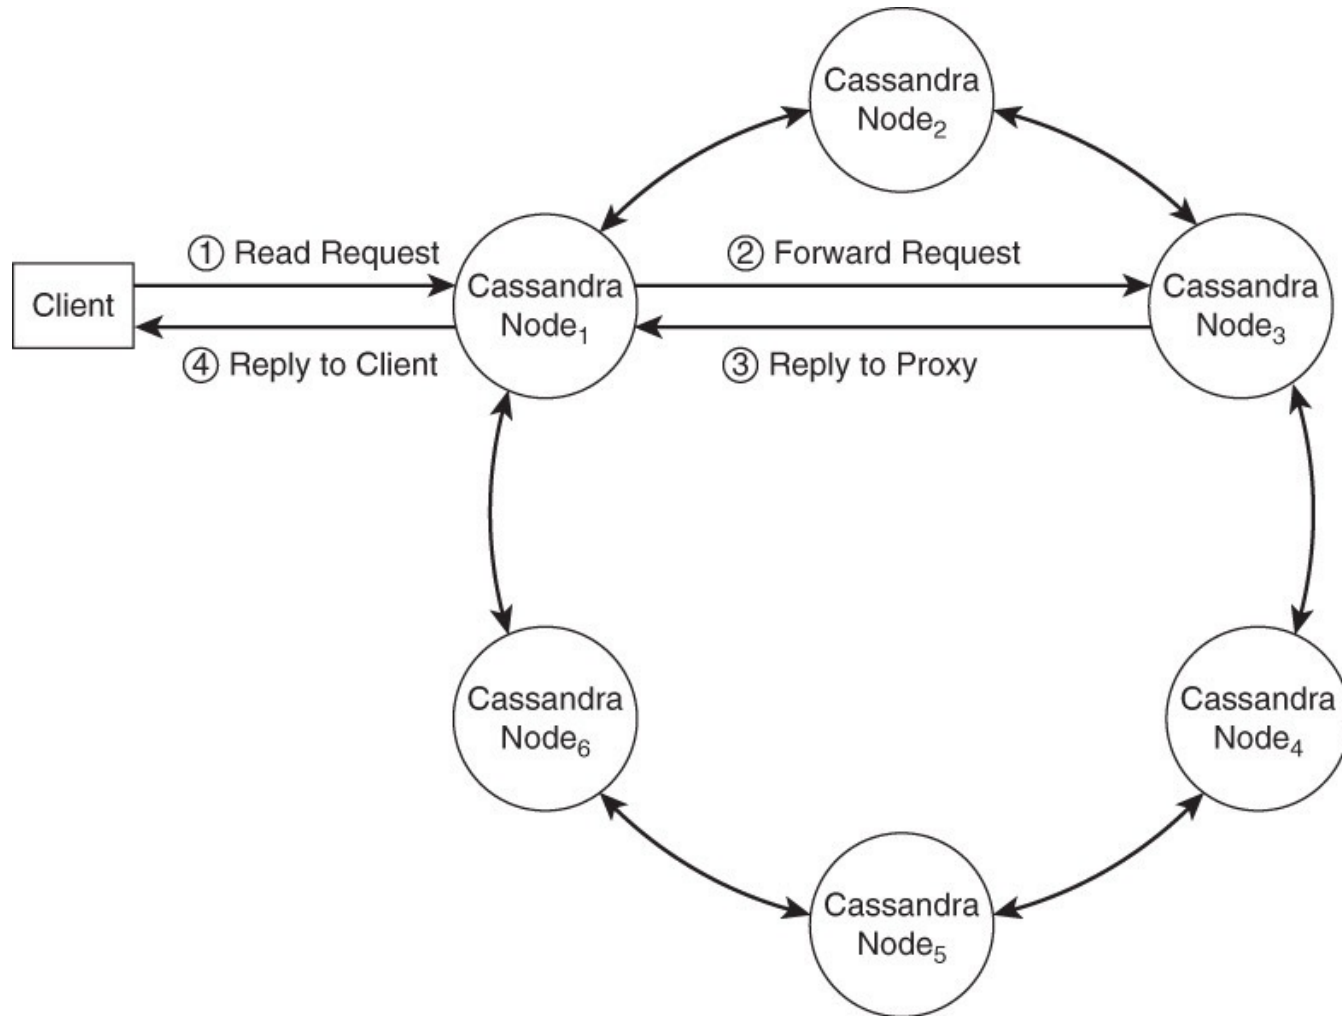 Cassandra
Node₂
① Read Request
② Forward Request
Client
Cassandra
Node₁
Cassandra
Node₃
④ Reply to Client
③ Reply to Proxy
Cassandra
Node₆
Cassandra
Node₄
Cassandra
Node₅